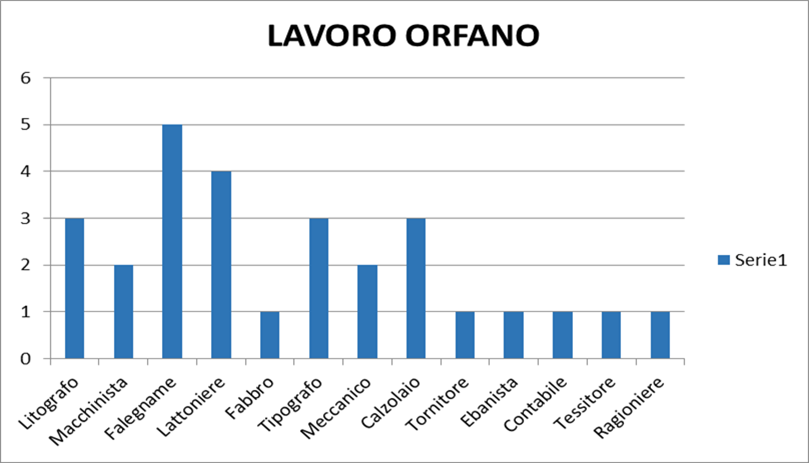 LAVORO ORFANO
6
5
4
3
2
1
0
Litografo
Macchinista
Falegname
Lattoniere
Fabbro
Tipografo
Meccanico
Calzolaio
Tornitore
Ebanista
Contabile
Tessitore
Ragioniere
Serie1